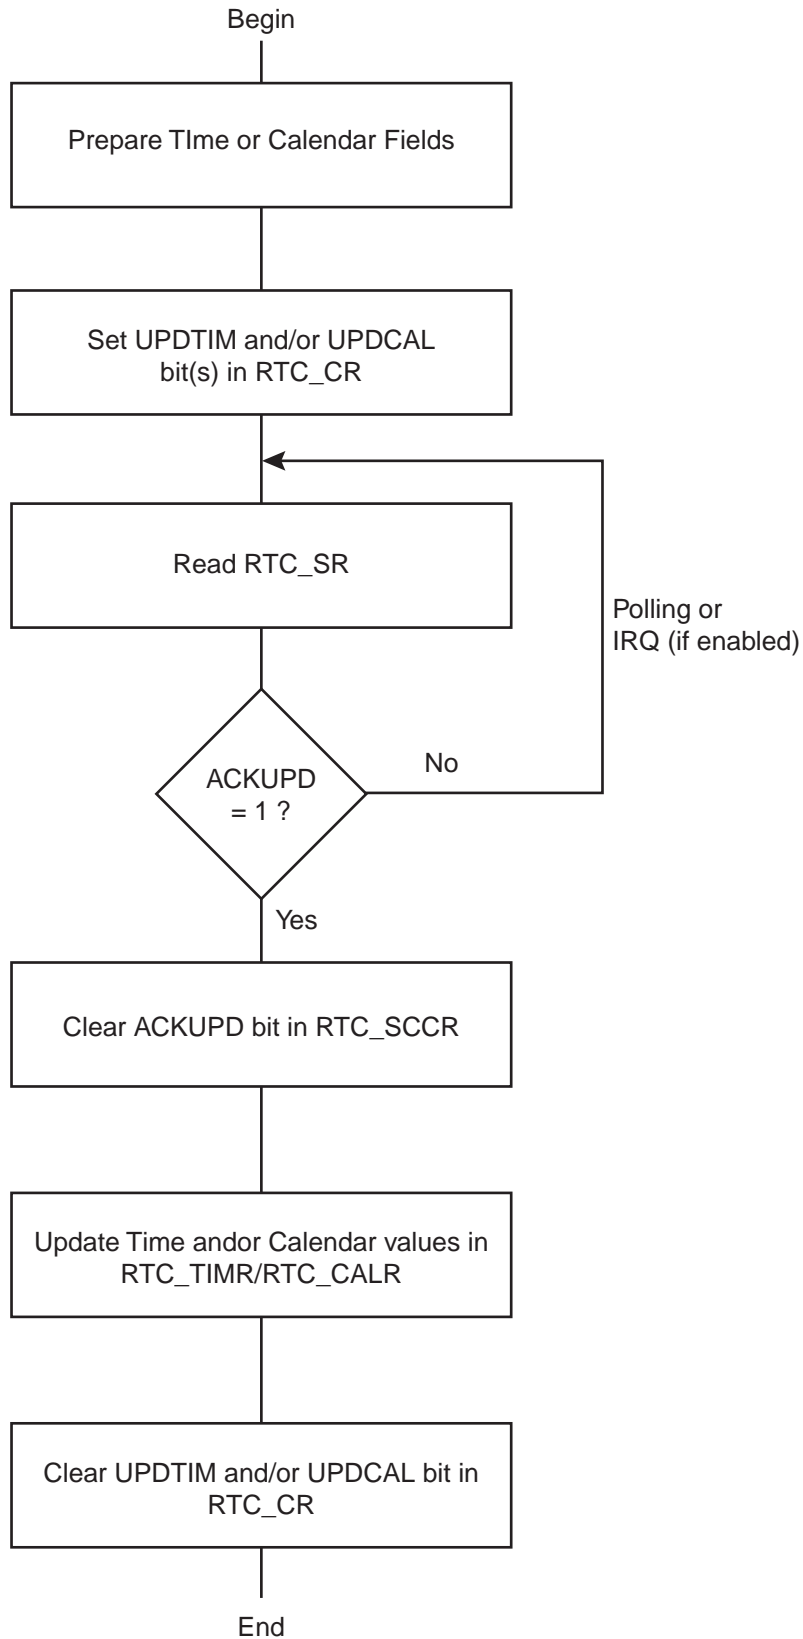 Begin
Prepare TIme or Calendar Fields
Set UPDTIM and/or UPDCAL
bit(s) in RTC_CR
Read RTC_SR
Polling or
IRQ (if enabled)
ACKUPD
= 1 ?
No
Yes
Clear ACKUPD bit in RTC_SCCR
Update Time andor Calendar values in
RTC_TIMR/RTC_CALR
Clear UPDTIM and/or UPDCAL bit in
RTC_CR
End